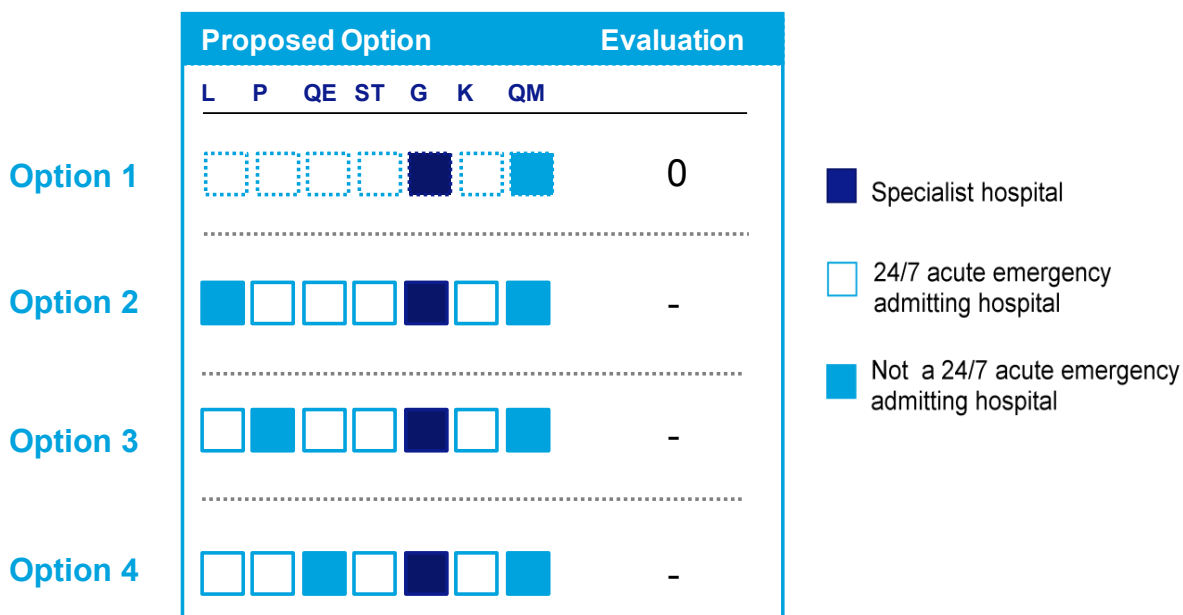 Proposed Option Evaluation
L P QE ST G K QM
Option 1 0
Option 2 -
Option 3 -
Option 4 -
Specialist hospital
24/7 acute emergency
admitting hospital
Not a 24/7 acute emergency
admitting hospital